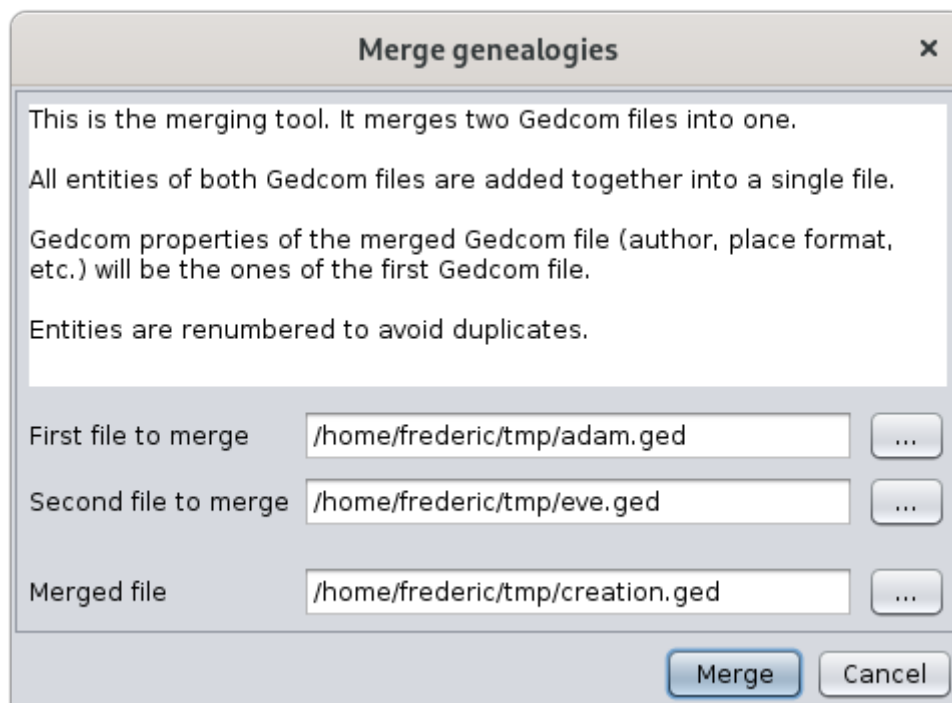 Merge genealogies ×
This is the merging tool. It merges two Gedcom files into one.
All entities of both Gedcom files are added together into a single file.
Gedcom properties of the merged Gedcom file (author, place format,
etc.) will be the ones of the first Gedcom file.
Entities are renumbered to avoid duplicates.
First file to merge /home/frederic/tmp/adam.ged ...
Second file to merge /home/frederic/tmp/eve.ged ...
Merged file /home/frederic/tmp/creation.ged ...
Merge Cancel